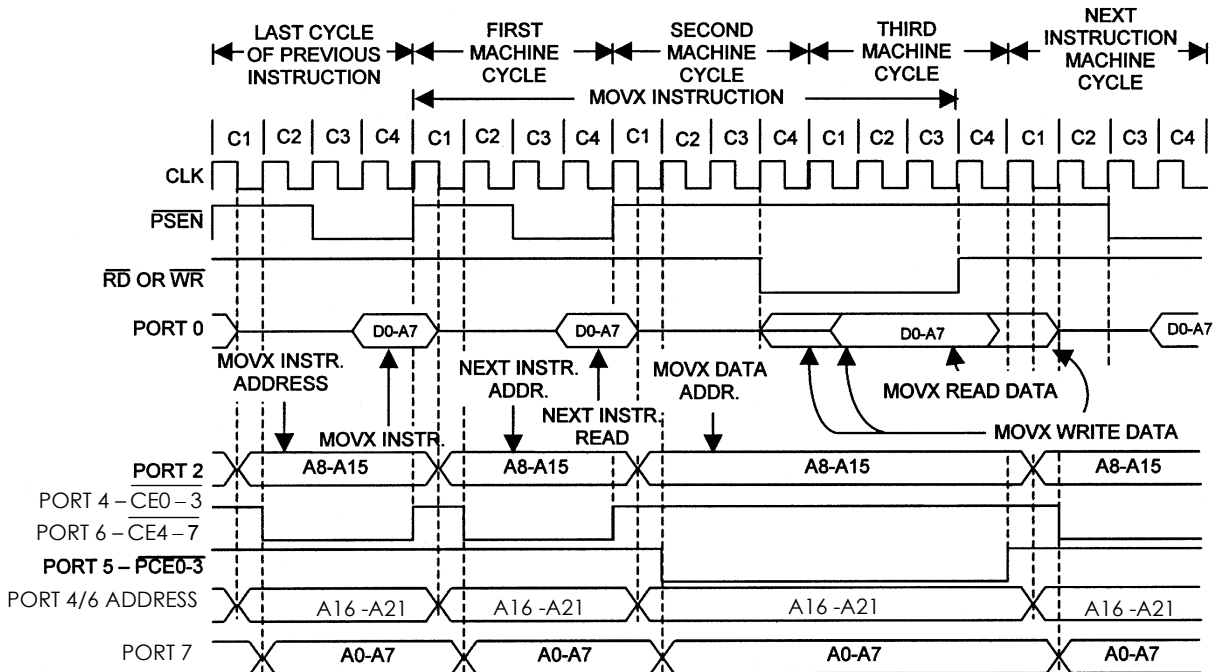 LAST CYCLE
OF PREVIOUS
INSTRUCTION
FIRST
MACHINE
CYCLE
SECOND
MACHINE
CYCLE
THIRD
MACHINE
CYCLE
NEXT
INSTRUCTION
MACHINE
CYCLE
MOVX INSTRUCTION
C1 C2 C3 C4 C1 C2 C3 C4 C1 C2 C3 C4 C1 C2 C3 C4 C1 C2 C3 C4
CLK
PSEN
RD OR WR
PORT 0
D0-A7 D0-A7 D0-A7 D0-A7
MOVX INSTR.
ADDRESS
MOVX INSTR.
NEXT INSTR.
ADDR.
NEXT INSTR.
READ
MOVX DATA
ADDR.
MOVX READ DATA
MOVX WRITE DATA
PORT 2
A8-A15 A8-A15 A8-A15 A8-A15
PORT 4 – CE0 – 3
PORT 6 – CE4 – 7
PORT 5 – PCE0-3
PORT 4/6 ADDRESS
A16 -A21 A16 -A21 A16 -A21 A16 -A21
PORT 7
A0-A7 A0-A7 A0-A7 A0-A7